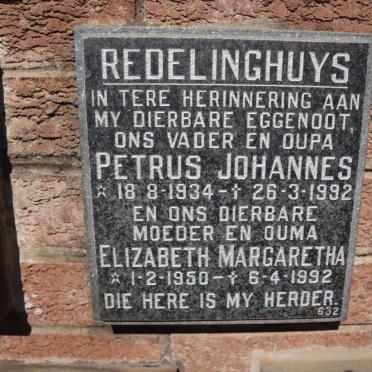 REDELINGHUYS
IN TERE HERINNERING AAN
MY DIERBARE EGGENOOT,
ONS VADER EN OUPA
PETRUS JOHANNES
☆ 18·8·1934 - † 26·3·1992
EN ONS DIERBARE
MOEDER EN OUMA
ELIZABETH MARGARETHA
☆ 1·2·1950 - † 6·4·1992
DIE HERE IS MY HERDER.
632